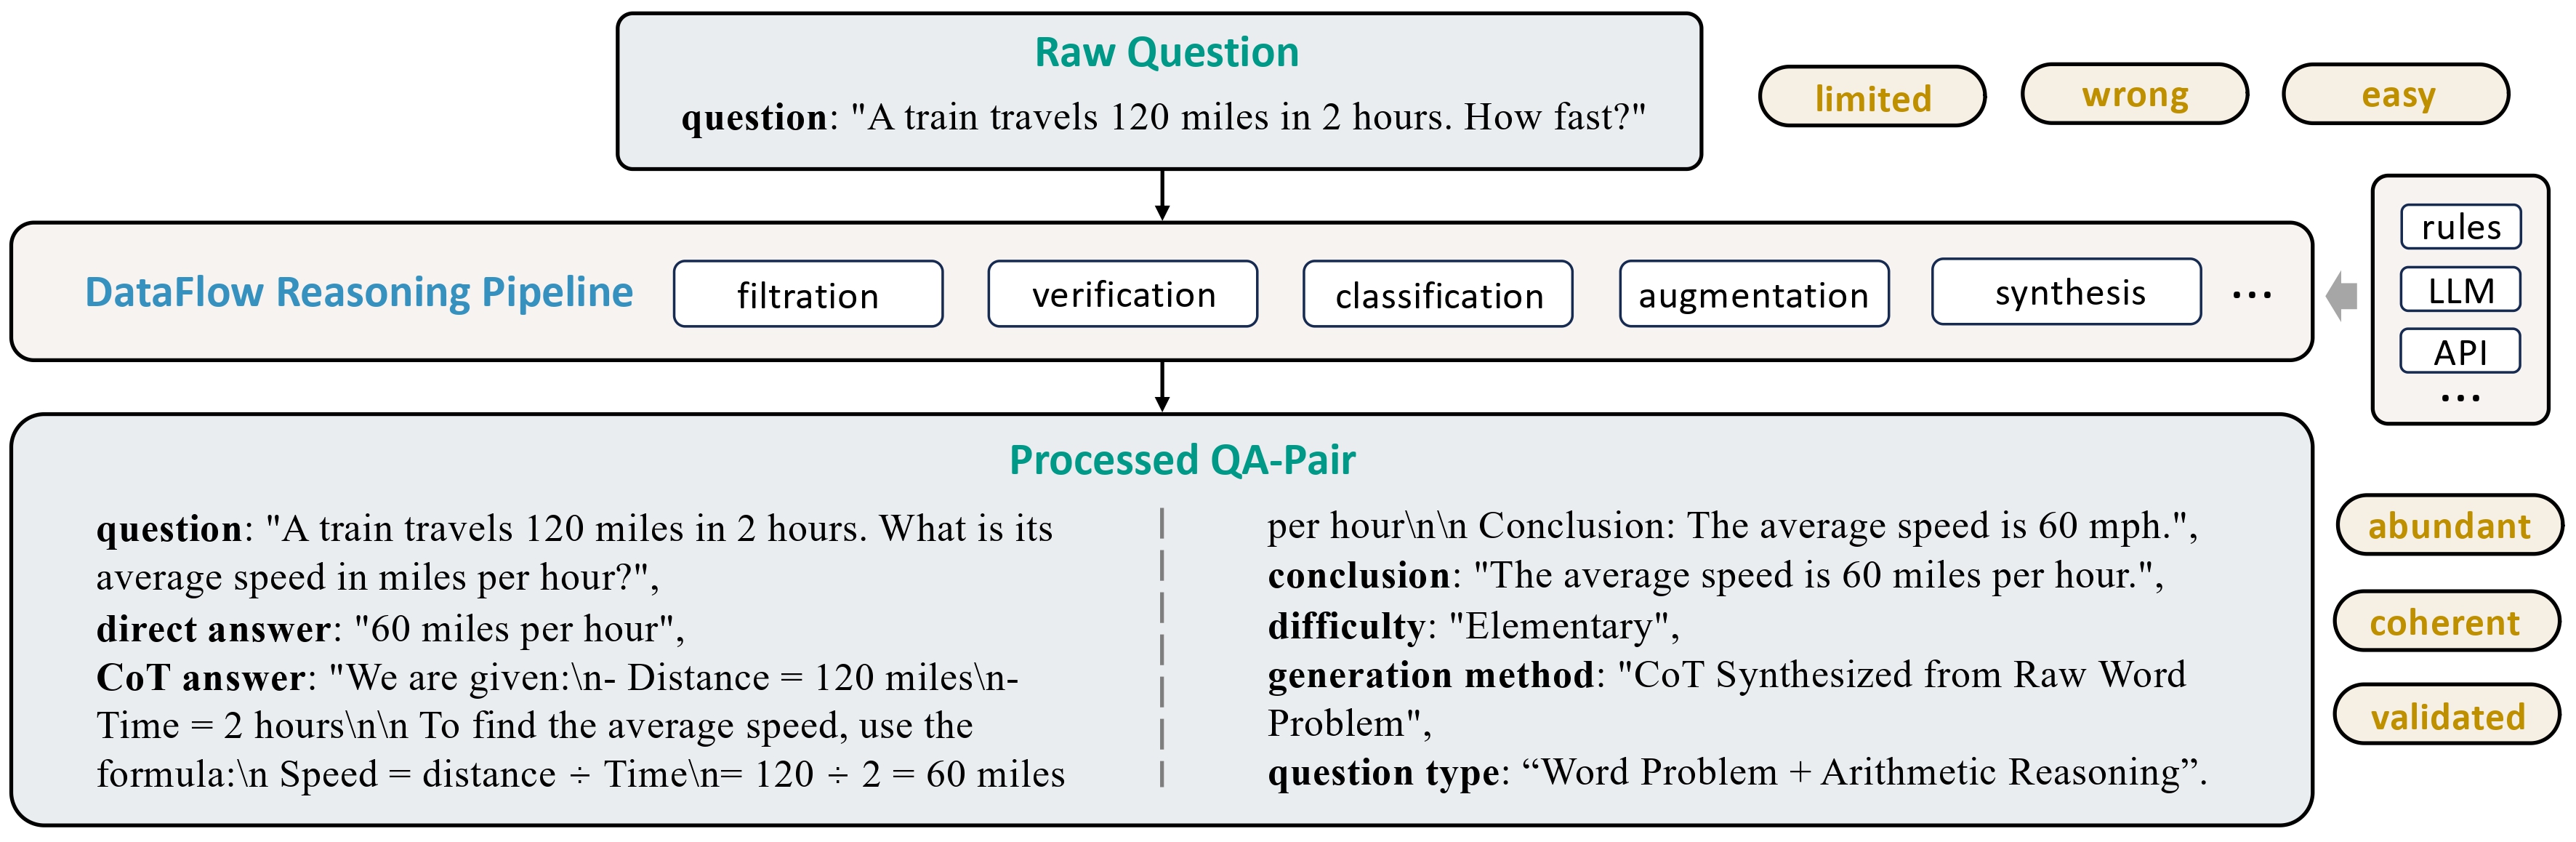 Raw Question
question: "A train travels 120 miles in 2 hours. How fast?"
limited
wrong
easy
DataFlow Reasoning Pipeline
filtration
verification
classification
augmentation
synthesis
...
rules
LLM
API
...
Processed QA-Pair
question: "A train travels 120 miles in 2 hours. What is its
average speed in miles per hour?",
direct answer: "60 miles per hour",
CoT answer: "We are given:\n- Distance = 120 miles\n-
Time = 2 hours\n\n To find the average speed, use the
formula:\n Speed = distance ÷ Time\n= 120 ÷ 2 = 60 miles
per hour\n\n Conclusion: The average speed is 60 mph.",
conclusion: "The average speed is 60 miles per hour.",
difficulty: "Elementary",
generation method: "CoT Synthesized from Raw Word
Problem",
question type: “Word Problem + Arithmetic Reasoning”.
abundant
coherent
validated